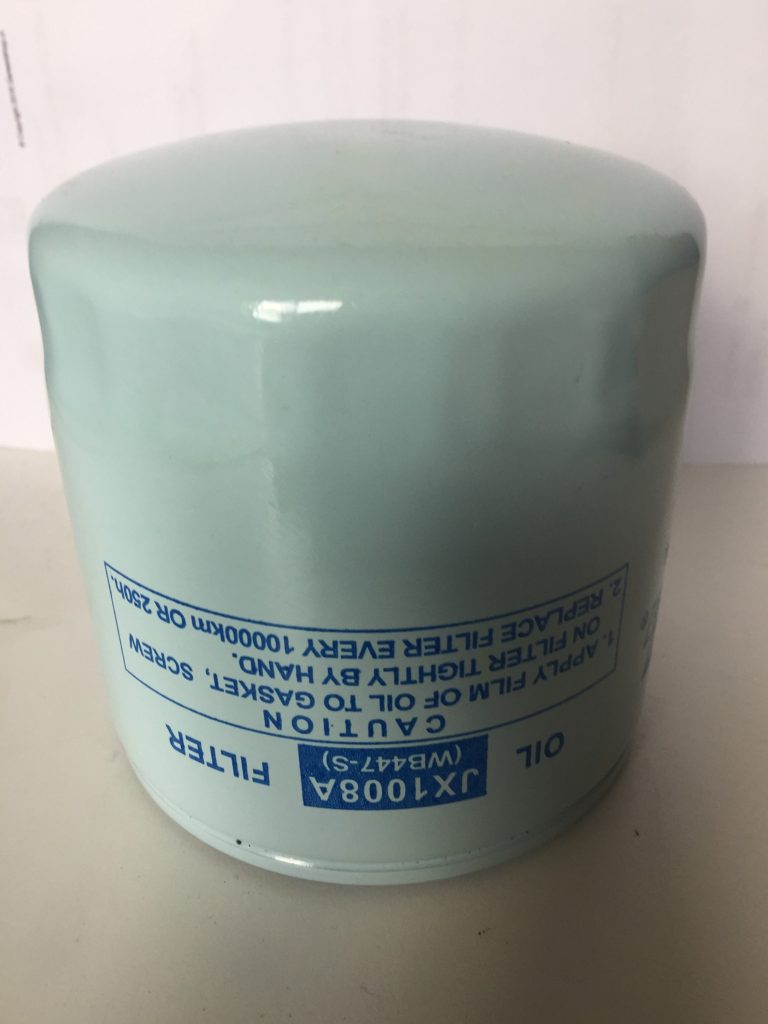 OIL JX1008A FILTER
(WB447-S)
CAUTION
1. APPLY FILM OF OIL TO GASKET, SCREW
ON FILTER TIGHTLY BY HAND.
2. REPLACE FILTER EVERY 10000km OR 250h.